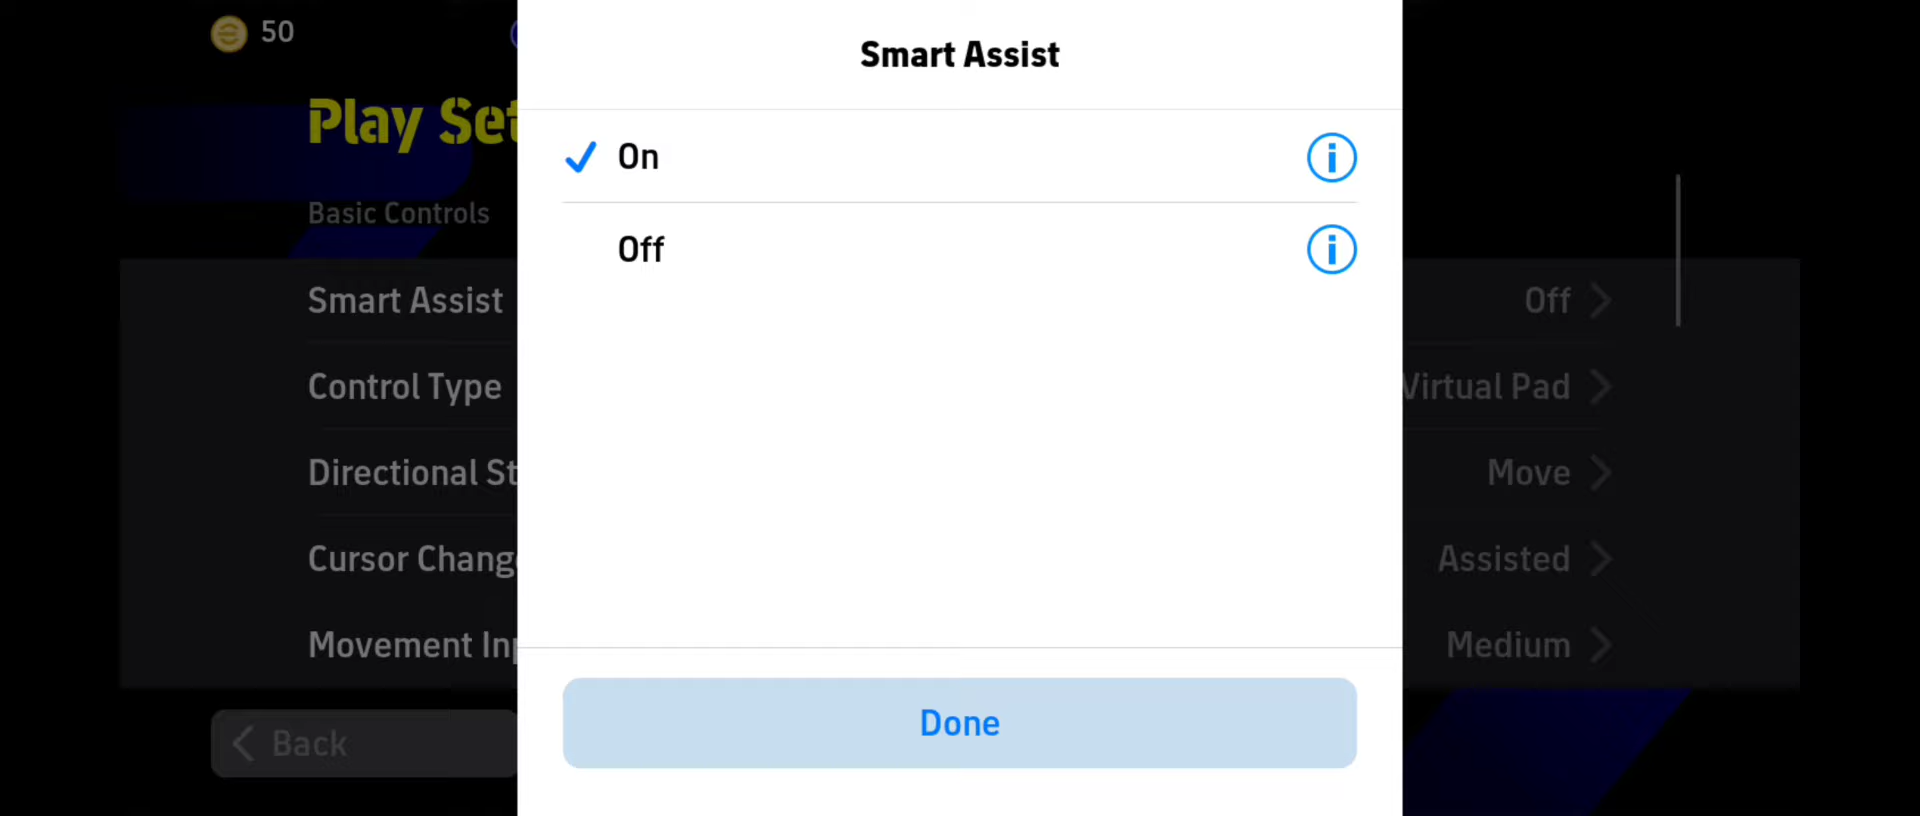 50
Smart Assist
Play Set
On
Basic Controls
Off
Smart Assist
Off
Control Type
Virtual Pad
Directional St
Move
Cursor Chang
Assisted
Movement Inp
Medium
Done
Back